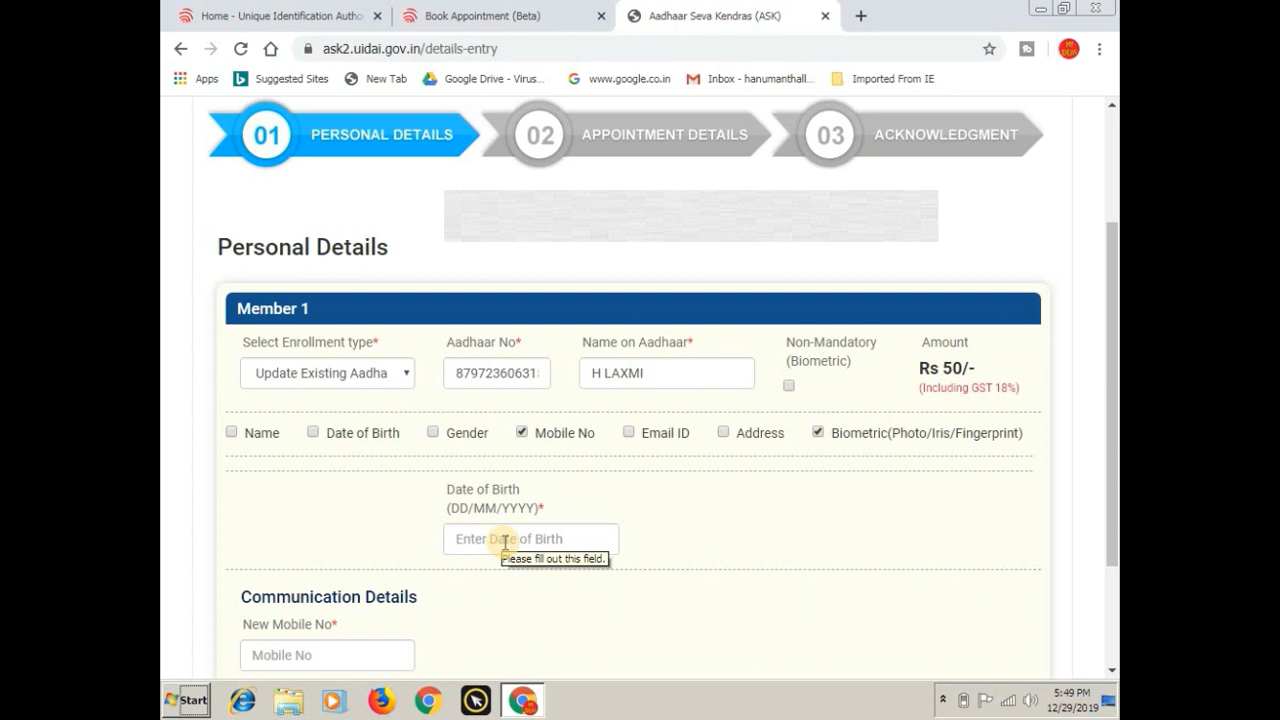 Home - Unique Identification Autho
Book Appointment (Beta)
Aadhaar Seva Kendras (ASK)
ask2.uidai.gov.in/details-entry
Apps
Suggested Sites
New Tab
Google Drive - Virus...
www.google.co.in
Inbox - hanumanthall...
Imported From IE
01 PERSONAL DETAILS
02 APPOINTMENT DETAILS
03 ACKNOWLEDGMENT
Personal Details
Member 1
Select Enrollment type*
Aadhaar No*
Name on Aadhaar*
Non-Mandatory
(Biometric)
Amount
Update Existing Aadha
87972360631
H LAXMI
Rs 50/-
(Including GST 18%)
Name
Date of Birth
Gender
Mobile No
Email ID
Address
Biometric(Photo/Iris/Fingerprint)
Date of Birth
(DD/MM/YYYY)*
Enter Date of Birth
Please fill out this field.
Communication Details
New Mobile No*
Mobile No
Start
5:49 PM
12/29/2019